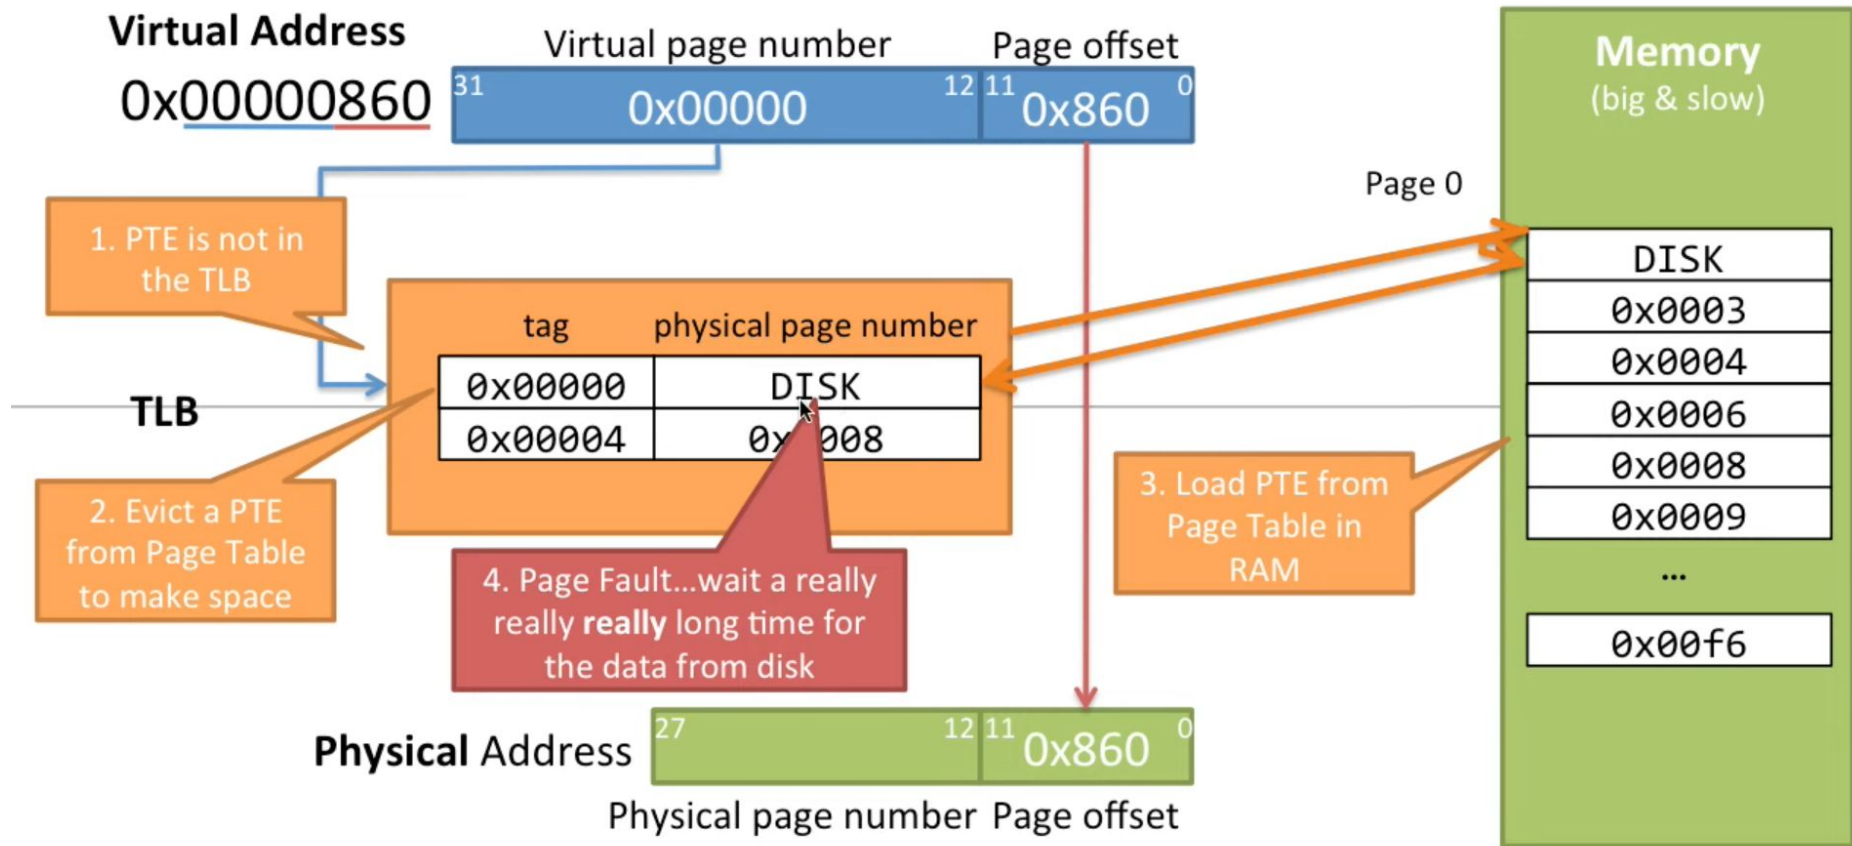 Virtual Address
0x00000860
Virtual page number
Page offset
31
0x00000
12
11
0x860
0
Memory
(big & slow)
Page 0
1. PTE is not in
the TLB
tag
physical page number
0x00000
DISK
0x00004
TLB
2. Evict a PTE
from Page Table
to make space
4. Page Fault...wait a really
really really long time for
the data from disk
3. Load PTE from
Page Table in
RAM
DISK
0x0003
0x0004
0x0006
0x0008
0x0009
...
0x00f6
Physical Address
27
12
11
0x860
0
Physical page number
Page offset